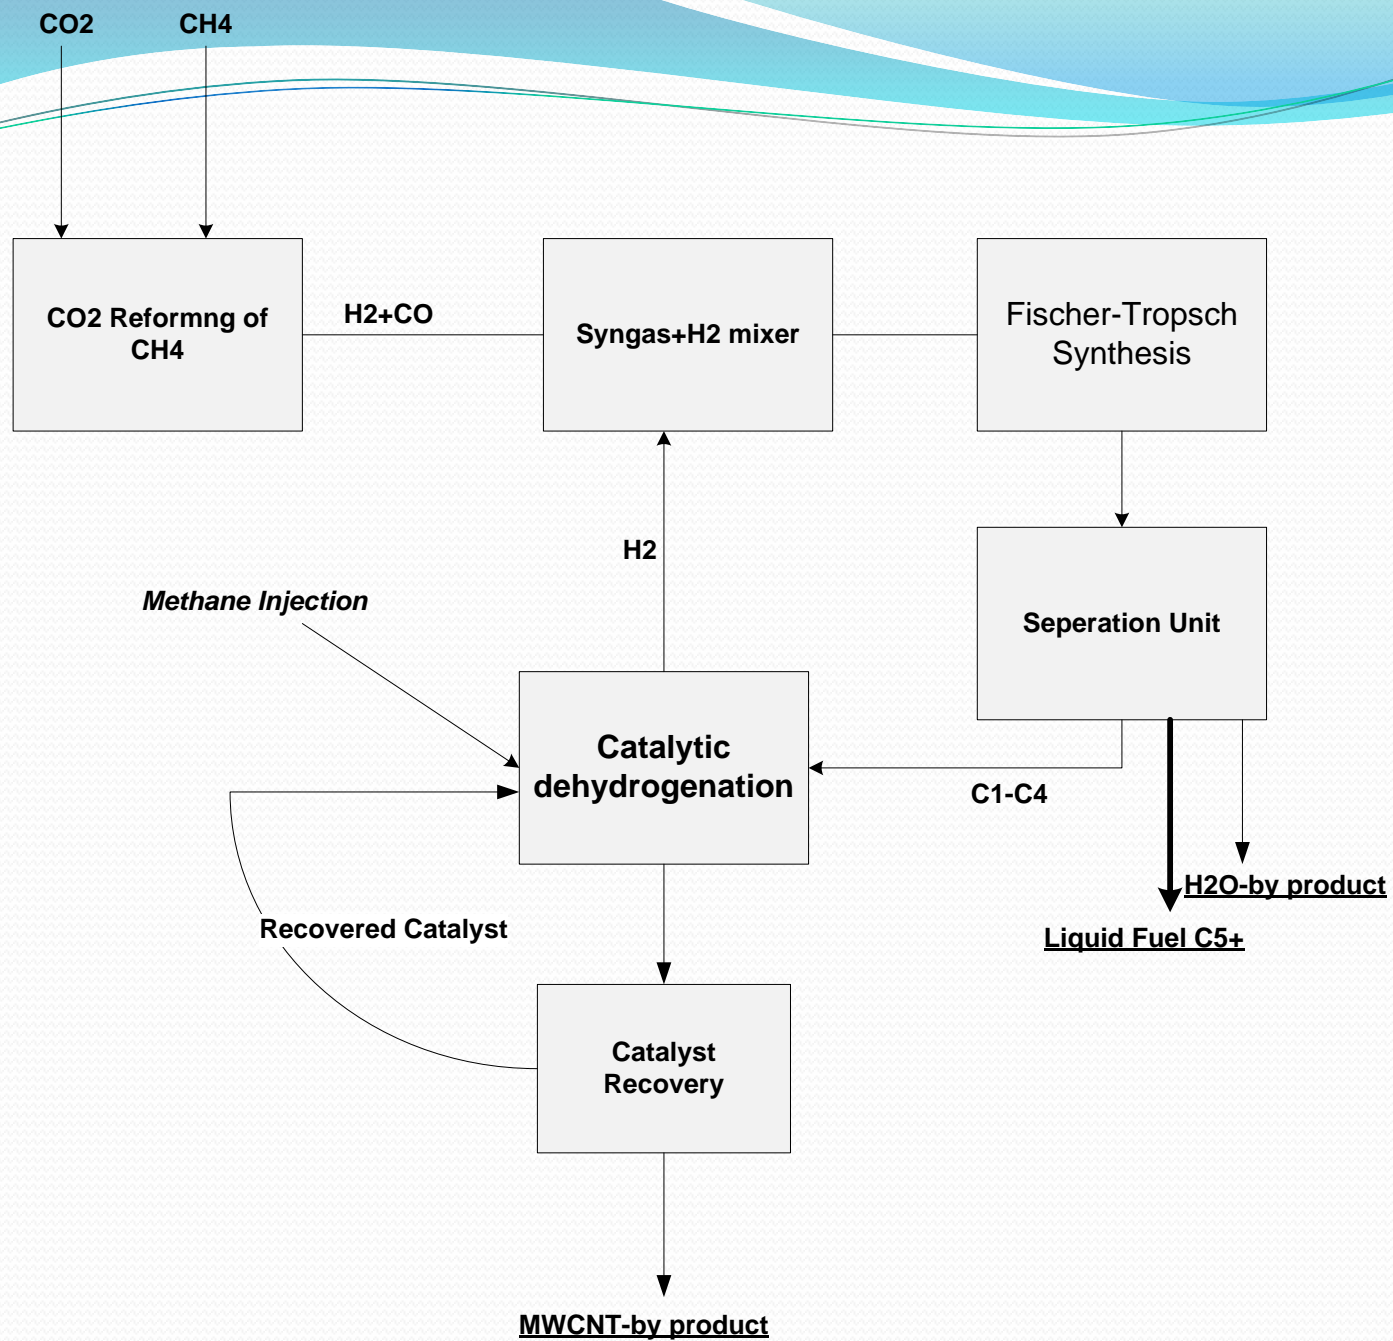 CO2
CH4
CO2 Reformng of
CH4
H2+CO
Syngas+H2 mixer
Fischer-Tropsch
Synthesis
H2
Methane Injection
Seperation Unit
Catalytic
dehydrogenation
C1-C4
H2O-by product
Liquid Fuel C5+
Recovered Catalyst
Catalyst
Recovery
MWCNT-by product